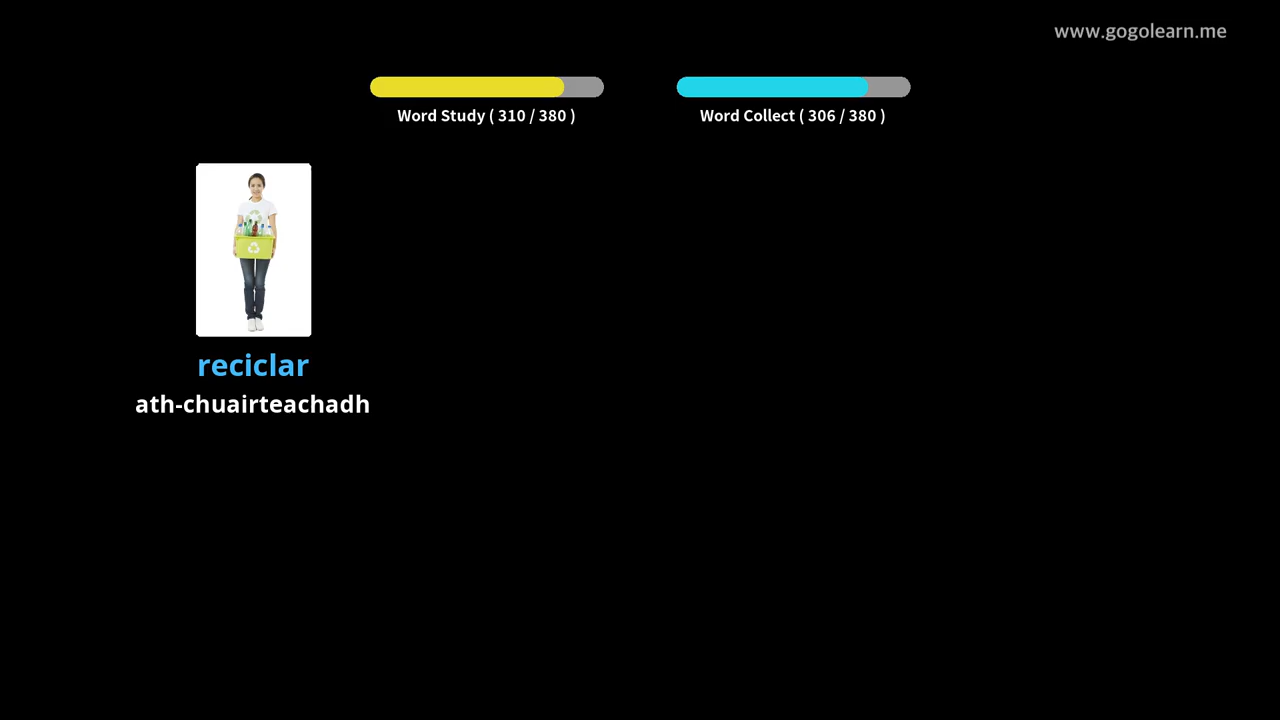 www.gogolearn.me
Word Study ( 310 / 380 )
Word Collect ( 306 / 380 )
reciclar
ath-chuairteachadh